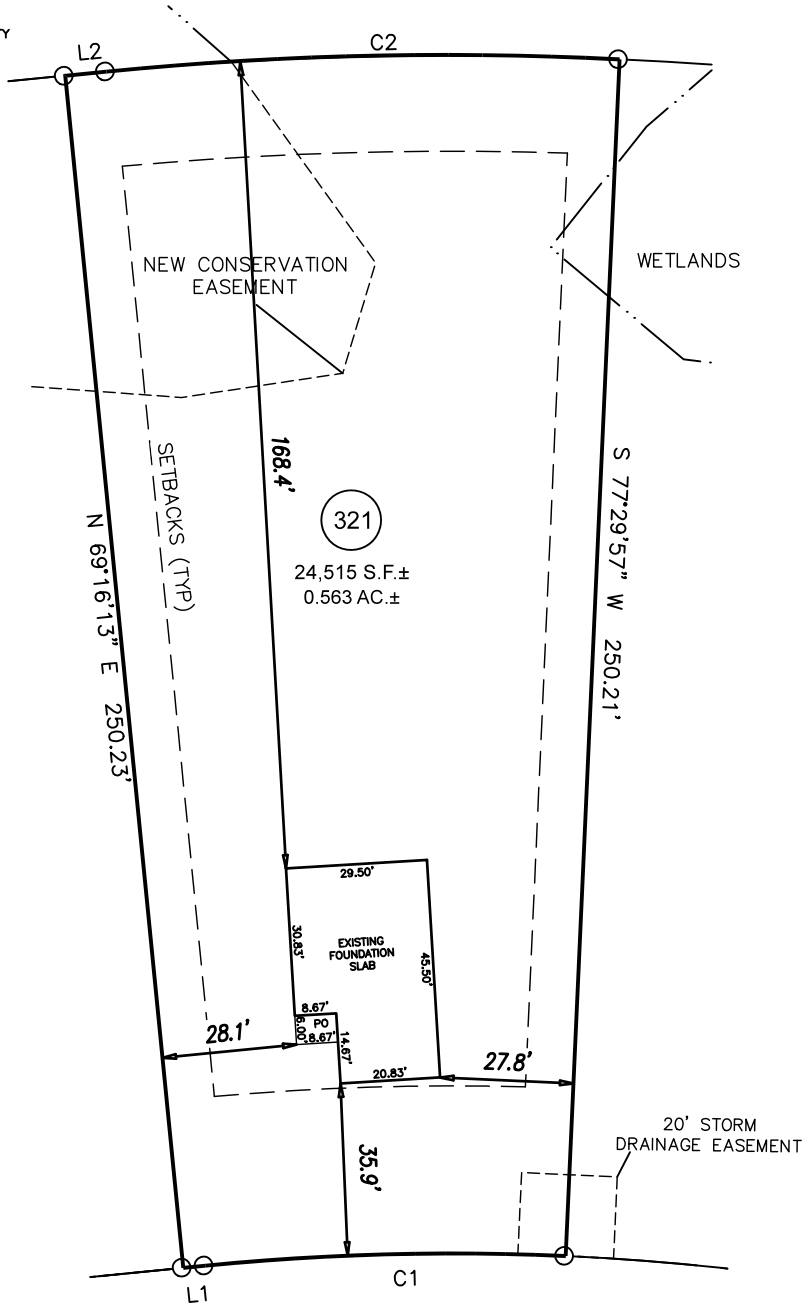 L2
C2
NEW CONSERVATION
EASEMENT
WETLANDS
168.4'
SETBACKS (TYP)
321
24,515 S.F.±
0.563 AC.±
N 69°16'13" E 250.23'
S 77°29'57" W 250.21'
29.50'
30.83'
EXISTING
FOUNDATION
SLAB
45.50'
8.67'
PO
6.00'
8.67'
14.67'
28.1'
20.83'
27.8'
35.9'
20' STORM
DRAINAGE EASEMENT
L1
C1